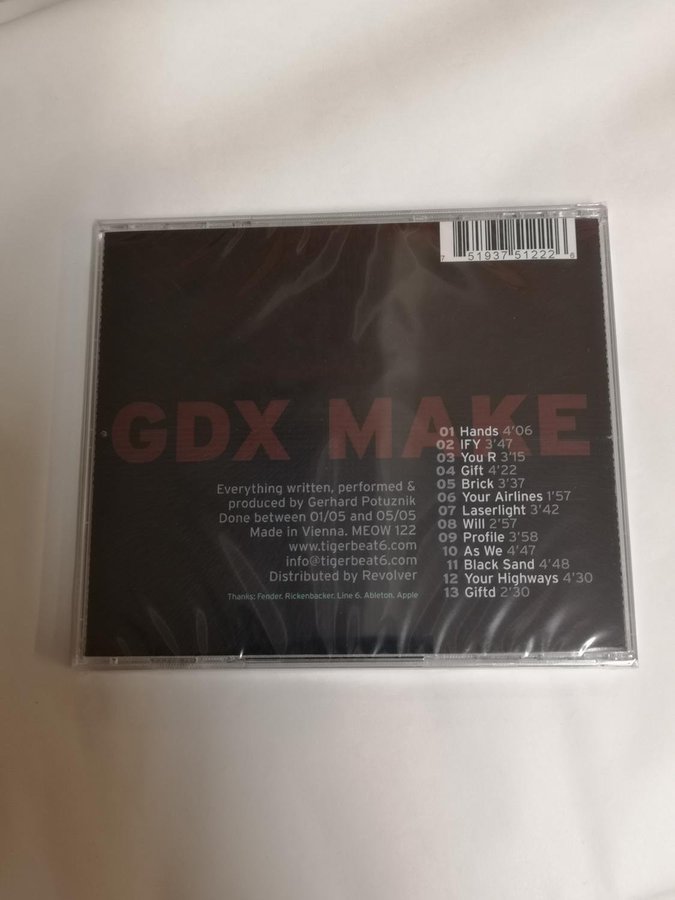 7 51937 51222 6
GDX MAKE
Everything written, performed &
produced by Gerhard Potuznik
Done between 01/05 and 05/05
Made in Vienna. MEOW 122
www.tigerbeat6.com
info@tigerbeat6.com
Distributed by Revolver
Thanks: Fender. Rickenbacker. Line 6. Ableton. Apple
01 Hands 4'06
02 IFY 3'47
03 You R 3'15
04 Gift 4'22
05 Brick 3'37
06 Your Airlines 1'57
07 Laserlight 3'42
08 Will 2'57
09 Profile 3'58
10 As We 4'47
11 Black Sand 4'48
12 Your Highways 4'30
13 Giftd 2'30